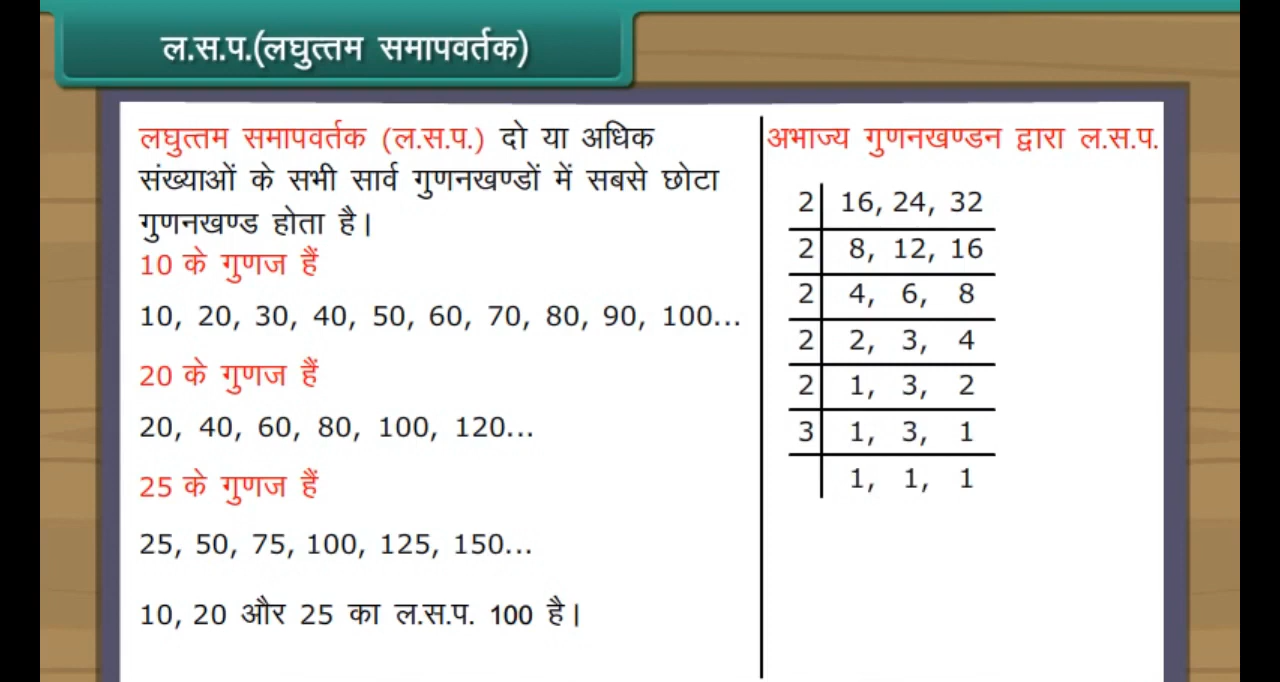 ल.स.प.(लघुत्तम समापवर्तक)
लघुत्तम समापवर्तक (ल.स.प.) दो या अधिक
संख्याओं के सभी सार्व गुणनखण्डों में सबसे छोटा
गुणनखण्ड होता है।
10 के गुणज हैं
10, 20, 30, 40, 50, 60, 70, 80, 90, 100...
20 के गुणज हैं
20, 40, 60, 80, 100, 120...
25 के गुणज हैं
25, 50, 75, 100, 125, 150...
10, 20 और 25 का ल.स.प. 100 है।
अभाज्य गुणनखण्डन द्वारा ल.स.प.
2 16, 24, 32
2 8, 12, 16
2 4, 6, 8
2 2, 3, 4
2 1, 3, 2
3 1, 3, 1
1, 1, 1